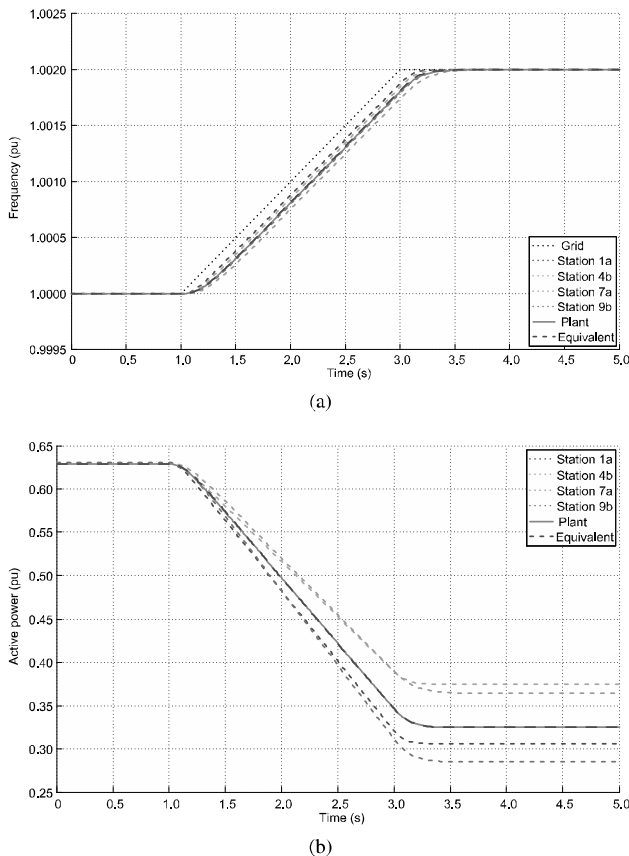 1.0025
1.0020
1.0015
1.0010
1.0005
1.0000
0.9995
Frequency (pu)
Grid
Station 1a
Station 4b
Station 7a
Station 9b
Plant
Equivalent
0 0.5 1.0 1.5 2.0 2.5 3.0 3.5 4.0 4.5 5.0
Time (s)
(a)
0.65
0.60
0.55
0.50
0.45
0.40
0.35
0.30
0.25
Active power (pu)
Station 1a
Station 4b
Station 7a
Station 9b
Plant
Equivalent
0 0.5 1.0 1.5 2.0 2.5 3.0 3.5 4.0 4.5 5.0
Time (s)
(b)